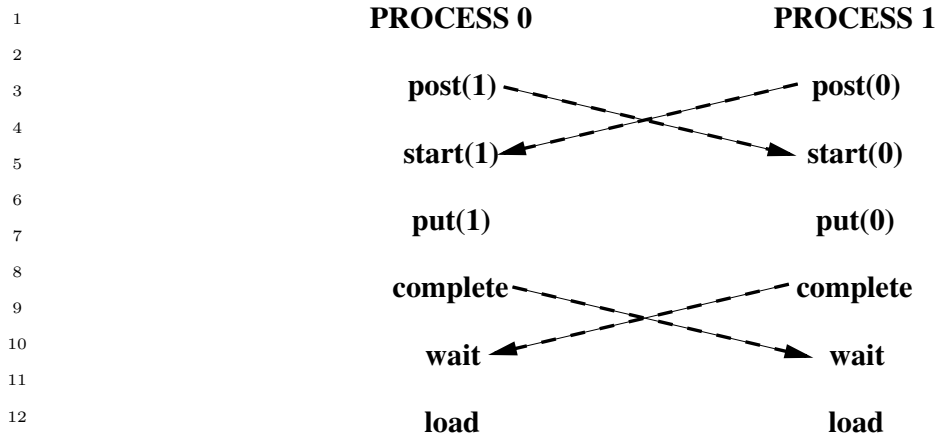 1 PROCESS 0 PROCESS 1
2
3 post(1) post(0)
4
5 start(1) start(0)
6
7 put(1) put(0)
8 complete complete
9
10 wait wait
11
12 load load